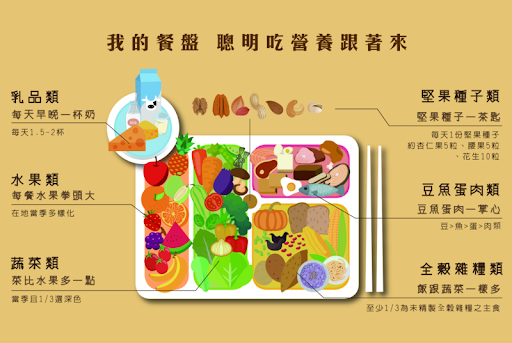 我的餐盤 聰明吃營養跟著來
乳品類
每天早晚一杯奶
每天1.5-2杯
水果類
每餐水果拳頭大
在地當季多樣化
蔬菜類
菜比水果多一點
當季且1/3選深色
堅果種子類
堅果種子一茶匙
每天1份堅果種子
約杏仁果5粒、腰果5粒
、花生10粒
豆魚蛋肉類
豆魚蛋肉一掌心
豆>魚>蛋>肉類
全穀雜糧類
飯跟蔬菜一樣多
至少1/3為未精製全穀雜糧之主食